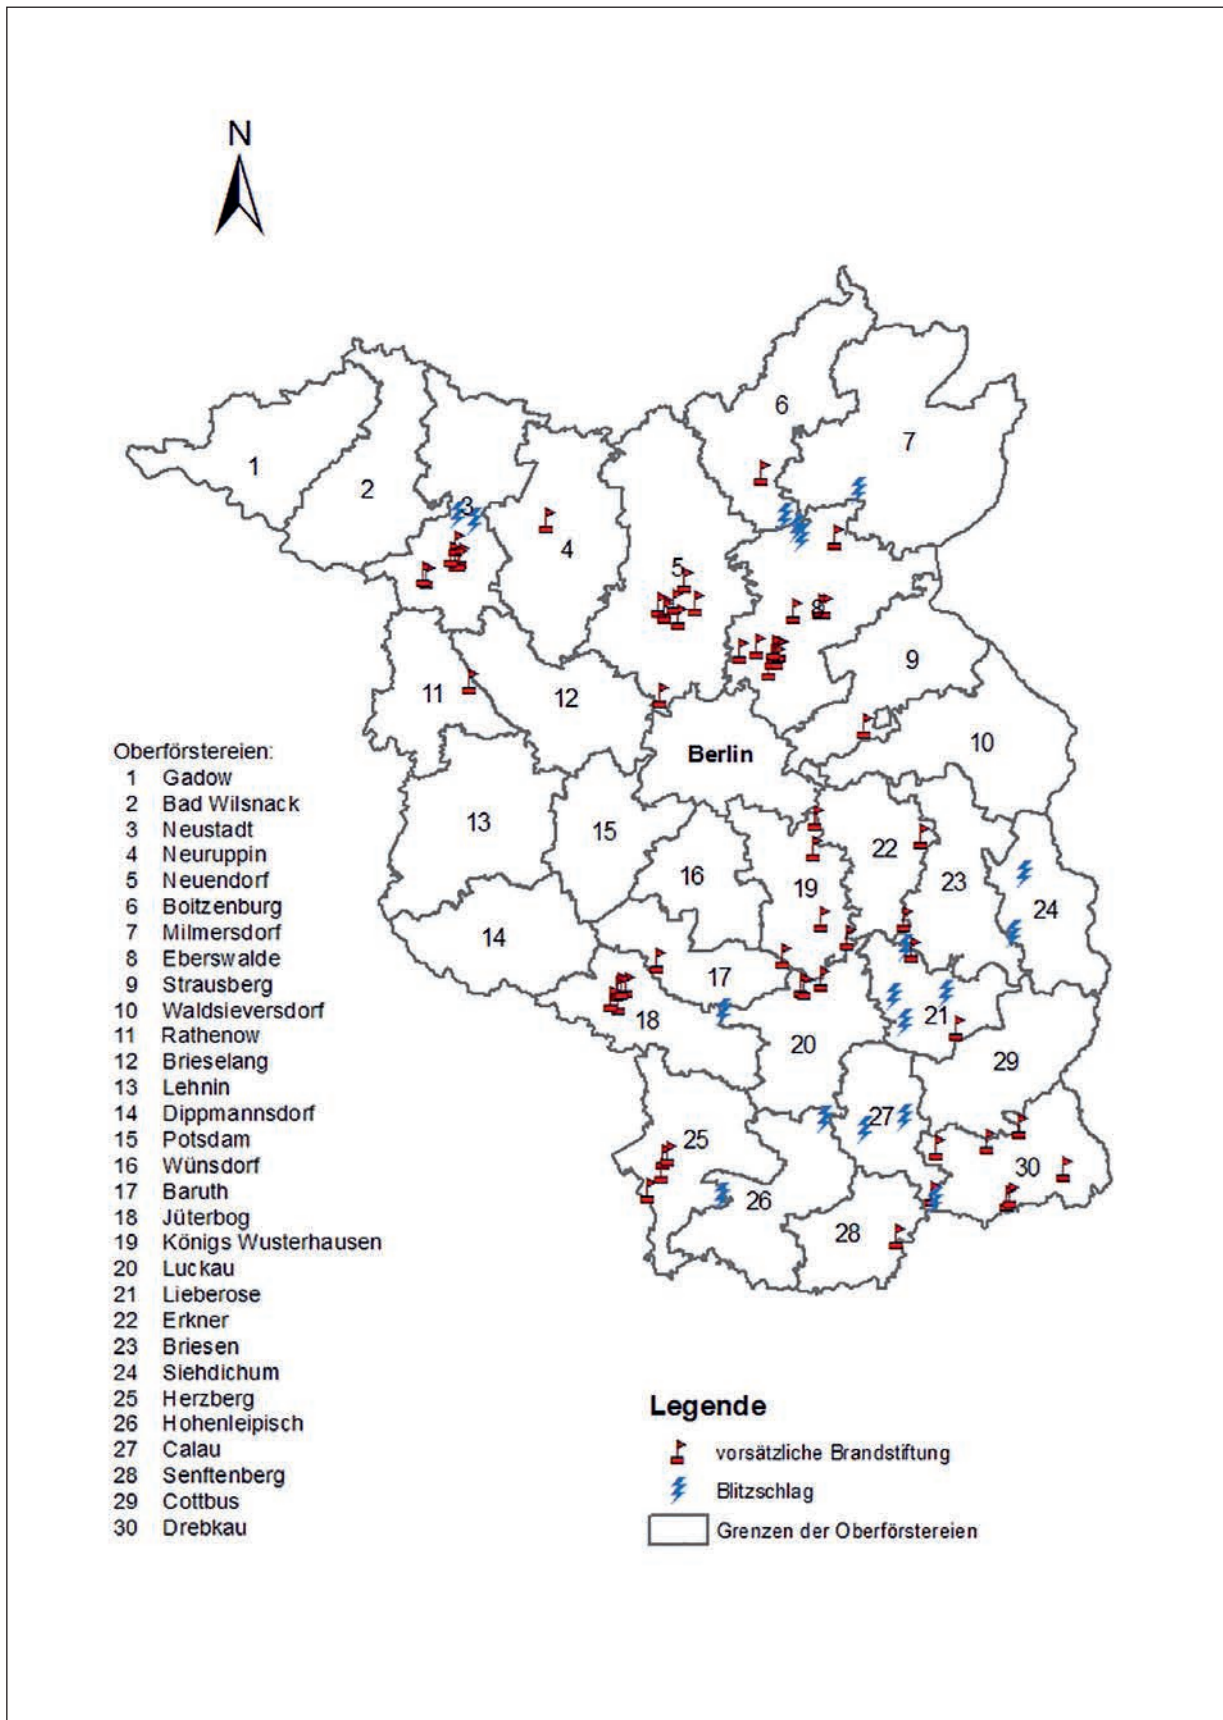 N
6
7
1
2
3
4
5
8
9
11
12
10
Berlin
Oberförstereien:
1 Gadow
2 Bad Wilsnack
3 Neustadt
4 Neuruppin
5 Neuendorf
6 Boitzenburg
7 Milmersdorf
8 Eberswalde
9 Strausberg
10 Waldsieversdorf
11 Rathenow
12 Brieselang
13 Lehnin
14 Dippmannsdorf
15 Potsdam
16 Wünsdorf
17 Baruth
18 Jüterbog
19 Königs Wusterhausen
20 Luckau
21 Lieberose
22 Erkner
23 Briesen
24 Siehdichum
25 Herzberg
26 Hohenleipisch
27 Calau
28 Senftenberg
29 Cottbus
30 Drebkau
13
15
22
16
19
23
24
14
17
18
21
20
29
27
25
30
26
28
Legende
vorsätzliche Brandstiftung
Blitzschlag
Grenzen der Oberförstereien